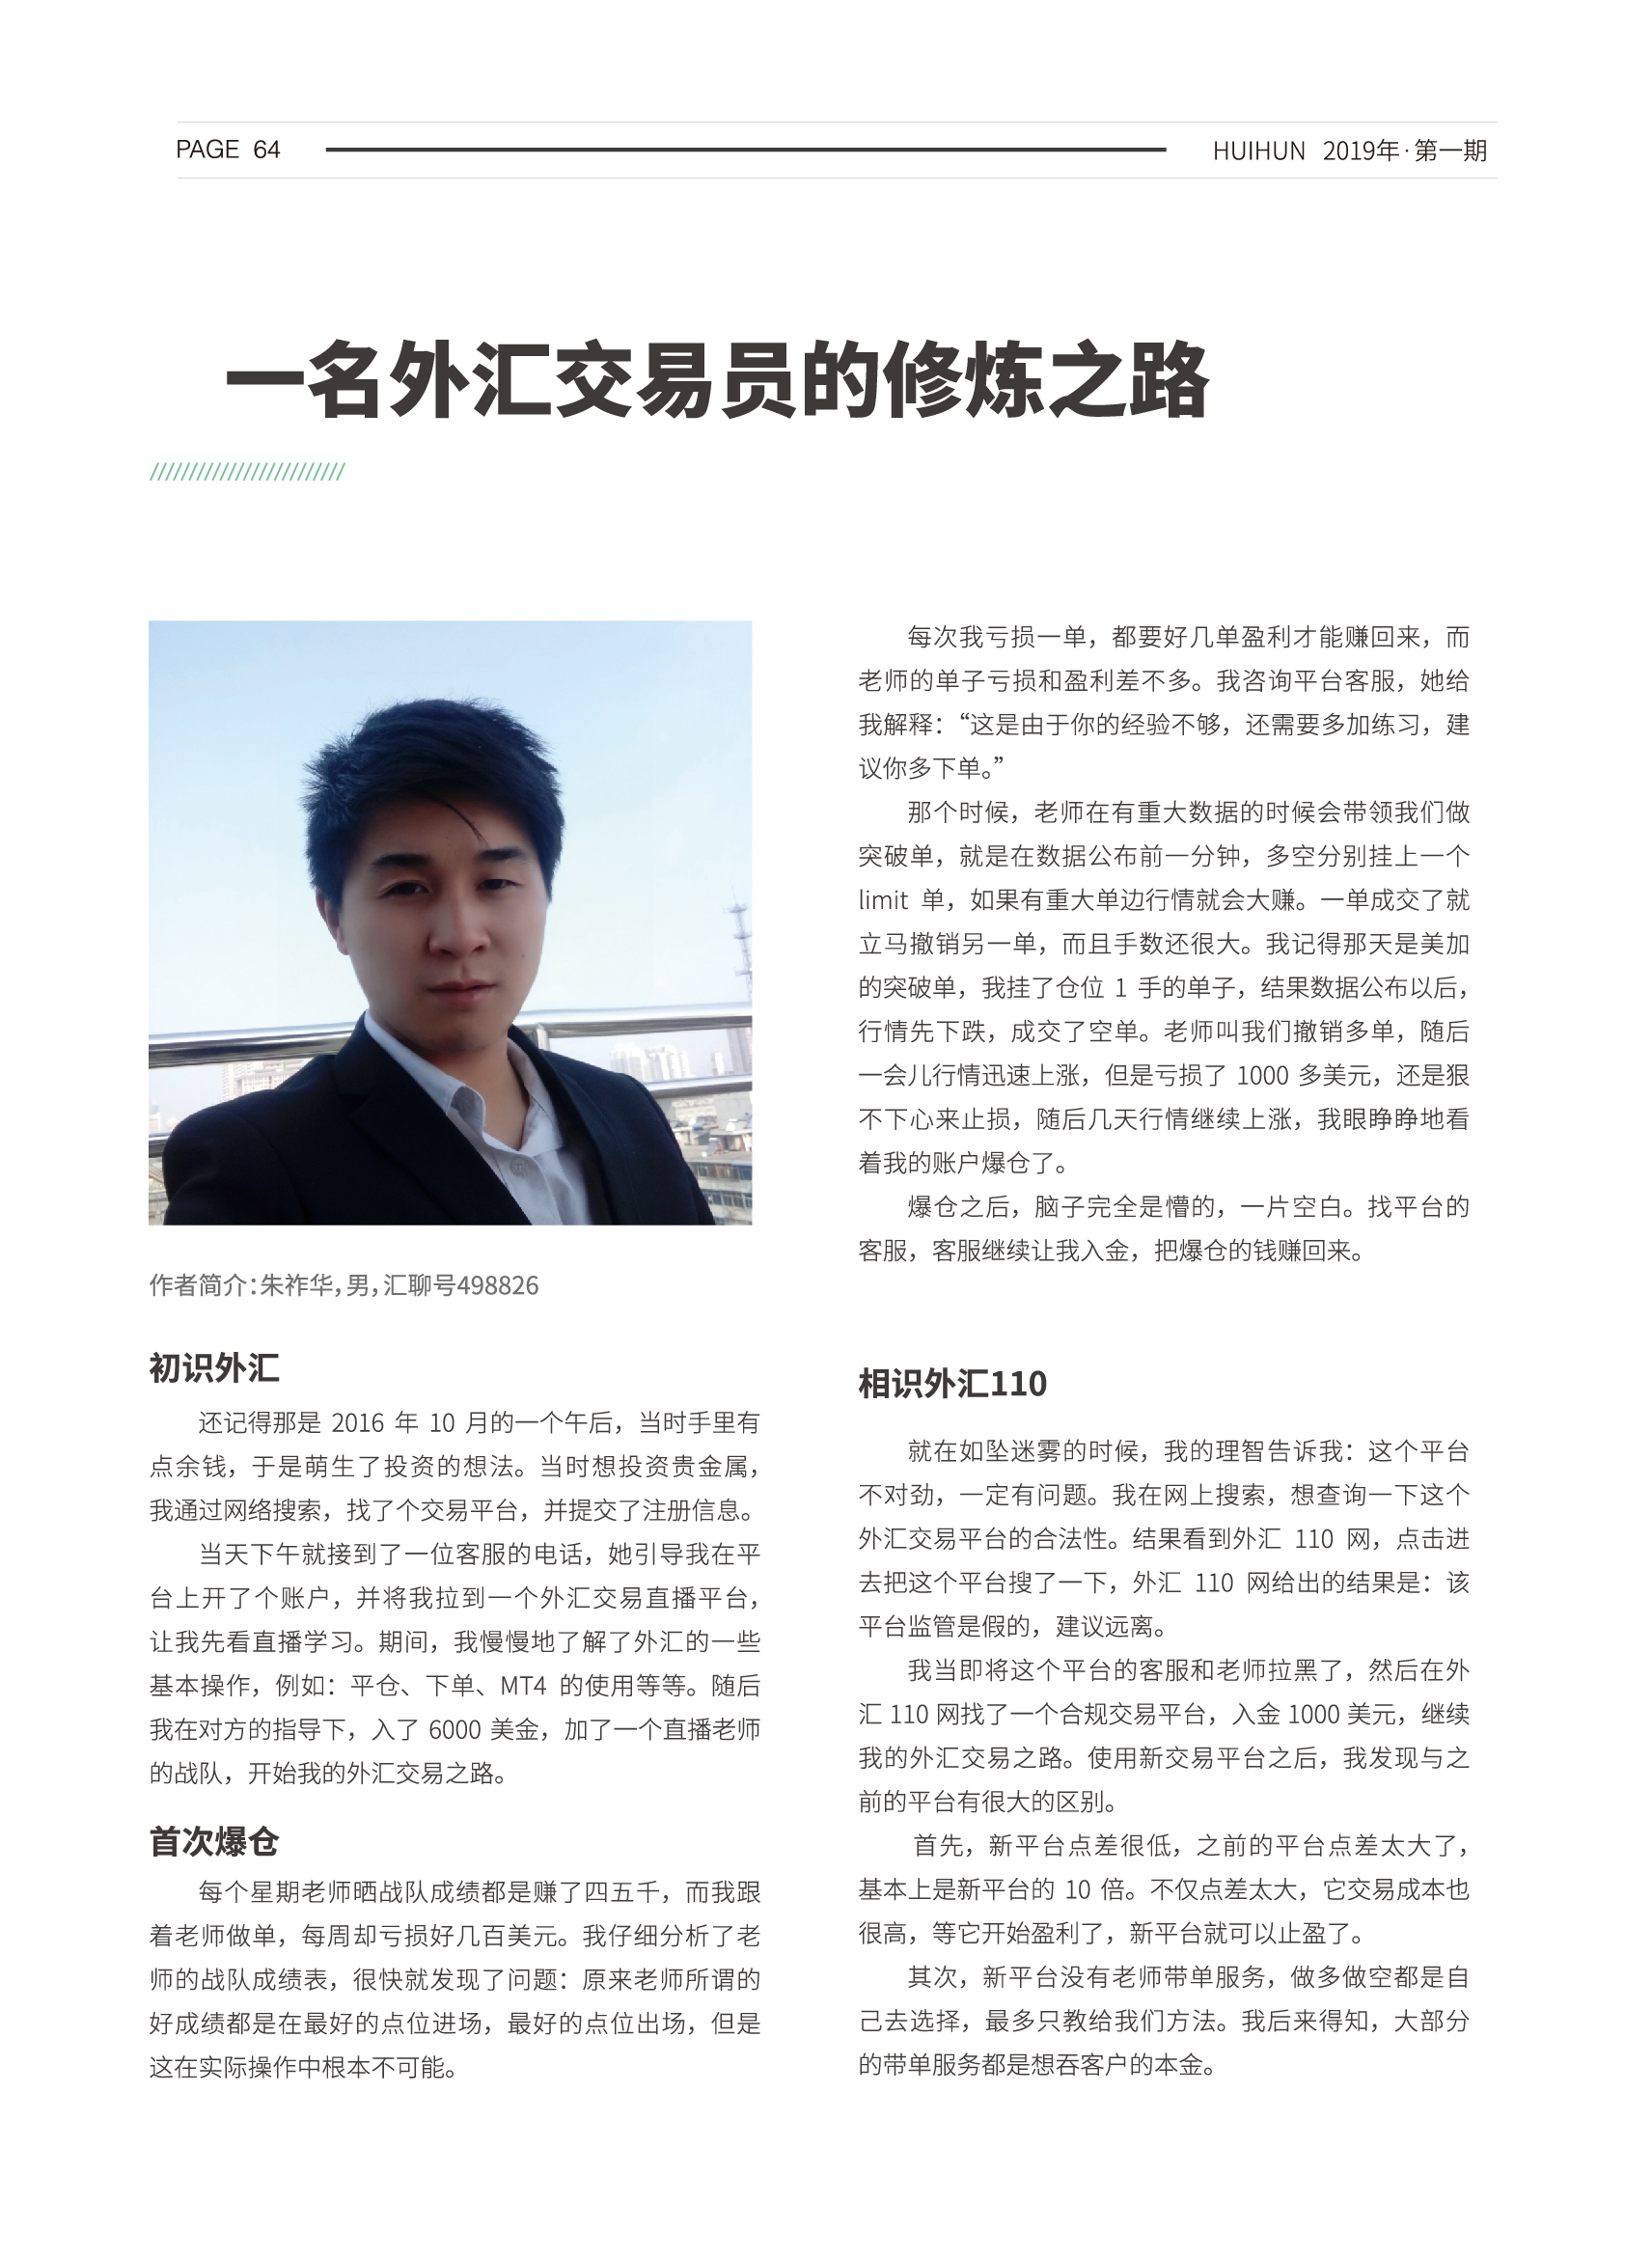 PAGE 64
HUIHUN 2019年·第一期
一名外汇交易员的修炼之路
作者简介：朱祚华，男，汇聊号498826
初识外汇
还记得那是 2016 年 10 月的一个午后，当时手里有
点余钱，于是萌生了投资的想法。当时想投资贵金属，
我通过网络搜索，找了个交易平台，并提交了注册信息。
当天下午就接到了一位客服的电话，她引导我在平
台上开了个账户，并将我拉到一个外汇交易直播平台，
让我先看直播学习。期间，我慢慢地了解了外汇的一些
基本操作，例如：平仓、下单、MT4 的使用等等。随后
我在对方的指导下，入了 6000 美金，加了一个直播老师
的战队，开始我的外汇交易之路。
首次爆仓
每个星期老师晒战队成绩都是赚了四五千，而我跟
着老师做单，每周却亏损好几百美元。我仔细分析了老
师的战队成绩表，很快就发现了问题：原来老师所谓的
好成绩都是在最好的点位进场，最好的点位出场，但是
这在实际操作中根本不可能。
每次我亏损一单，都要好几单盈利才能赚回来，而
老师的单子亏损和盈利差不多。我咨询平台客服，她给
我解释：“这是由于你的经验不够，还需要多加练习，建
议你多下单。”
那个时候，老师在有重大数据的时候会带领我们做
突破单，就是在数据公布前一分钟，多空分别挂上一个
limit 单，如果有重大单边行情就会大赚。一单成交了就
立马撤销另一单，而且手数还很大。我记得那天是美加
的突破单，我挂了仓位 1 手的单子，结果数据公布以后，
行情先下跌，成交了空单。老师叫我们撤销多单，随后
一会儿行情迅速上涨，但是亏损了 1000 多美元，还是狠
不下心来止损，随后几天行情继续上涨，我眼睁睁地看
着我的账户爆仓了。
爆仓之后，脑子完全是懵的，一片空白。找平台的
客服，客服继续让我入金，把爆仓的钱赚回来。
相识外汇110
就在如坠迷雾的时候，我的理智告诉我：这个平台
不对劲，一定有问题。我在网上搜索，想查询一下这个
外汇交易平台的合法性。结果看到外汇 110 网，点击进
去把这个平台搜了一下，外汇 110 网给出的结果是：该
平台监管是假的，建议远离。
我当即将这个平台的客服和老师拉黑了，然后在外
汇 110 网找了一个合规交易平台，入金 1000 美元，继续
我的外汇交易之路。使用新交易平台之后，我发现与之
前的平台有很大的区别。
首先，新平台点差很低，之前的平台点差太大了，
基本上是新平台的 10 倍。不仅点差太大，它交易成本也
很高，等它开始盈利了，新平台就可以止盈了。
其次，新平台没有老师带单服务，做多做空都是自
己去选择，最多只教给我们方法。我后来得知，大部分
的带单服务都是想吞客户的本金。